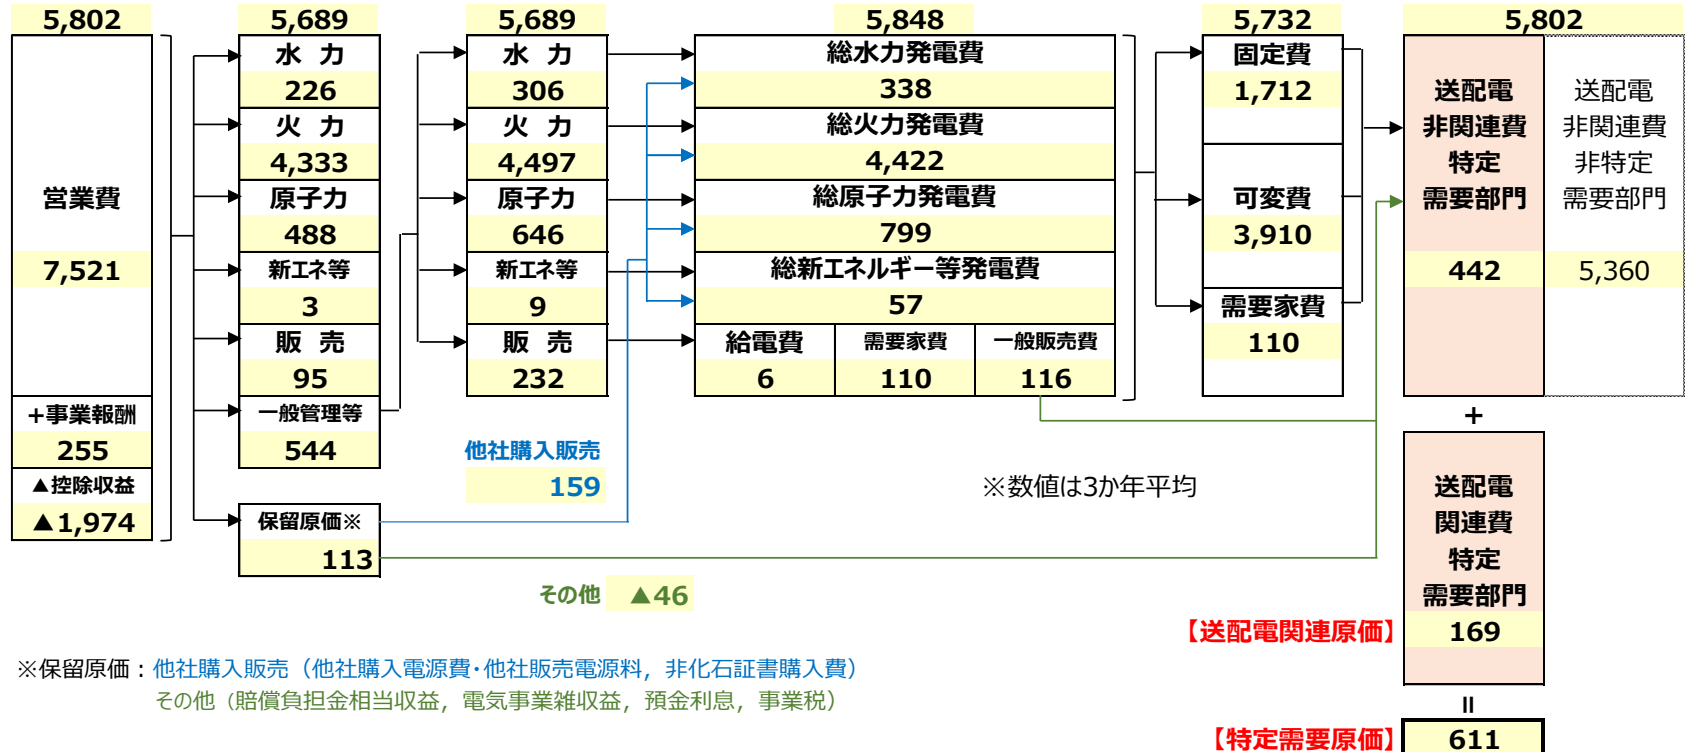 5,802
営業費
7,521
+事業報酬
255
▲控除収益
▲1,974
5,689
水 力
226
火 力
4,333
原子力
488
新エネ等
3
販 売
95
一般管理等
544
保留原価※
113
5,689
水 力
306
火 力
4,497
原子力
646
新エネ等
9
販 売
232
他社購入販売
159
その他 ▲46
5,848
総水力発電費
338
総火力発電費
4,422
総原子力発電費
799
総新エネルギー等発電費
57
給電費 需要家費 一般販売費
6 110 116
※数値は3か年平均
5,732
固定費
1,712
可変費
3,910
需要家費
110
5,802
送配電
非関連費
特定
需要部門
442
送配電
非関連費
非特定
需要部門
5,360
+
送配電
関連費
特定
需要部門
【送配電関連原価】 169
=
【特定需要原価】 611
※保留原価：他社購入販売（他社購入電源費・他社販売電源料，非化石証書購入費）
その他（賠償負担金相当収益，電気事業雑収益，預金利息，事業税）